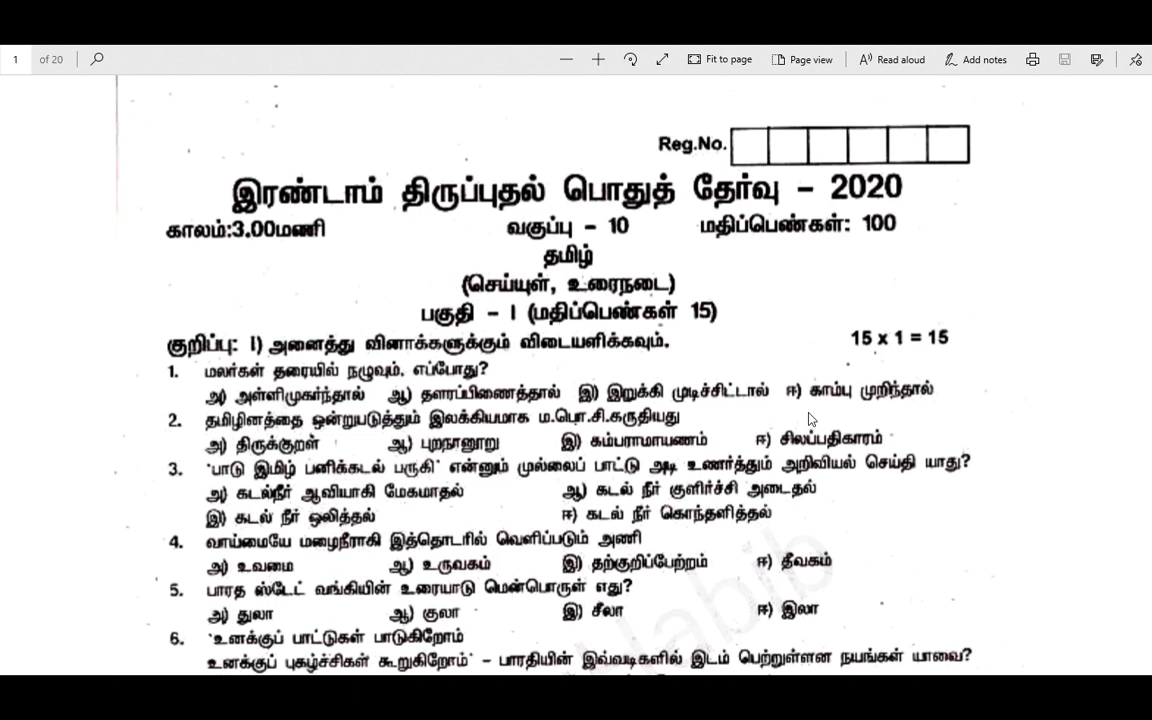 1 of 20 Fit to page Page view Read aloud Add notes
Reg.No.
இரண்டாம் திருப்புதல் பொதுத் தேர்வு – 2020
காலம்:3.00மணி வகுப்பு – 10 மதிப்பெண்கள்: 100
தமிழ்
(செய்யுள், உரைநடை)
பகுதி – I (மதிப்பெண்கள் 15)
குறிப்பு: I) அனைத்து வினாக்களுக்கும் விடையளிக்கவும். 15 x 1 = 15
1. மலர்கள் தரையில் நழுவும். எப்போது?
அ) அள்ளிமுகர்ந்தால் ஆ) தளரப்பிணைத்தால் இ) இறுக்கி முடிச்சிட்டால் ஈ) காம்பு முறிந்தால்
2. தமிழினத்தை ஒன்றுபடுத்தும் இலக்கியமாக ம.பொ.சி.கருதியது
அ) திருக்குறள் ஆ) புறநானூறு இ) கம்பராமாயணம் ஈ) சிலப்பதிகாரம்
3. 'பாடு இமிழ் பனிக்கடல் பருகி' என்னும் முல்லைப் பாட்டு அடி உணர்த்தும் அறிவியல் செய்தி யாது?
அ) கடல்நீர் ஆவியாகி மேகமாதல் ஆ) கடல் நீர் குளிர்ச்சி அடைதல்
இ) கடல் நீர் ஒலித்தல் ஈ) கடல் நீர் கொந்தளித்தல்
4. வாய்மையே மழைநீராகி இத்தொடரில் வெளிப்படும் அணி
அ) உவமை ஆ) உருவகம் இ) தற்குறிப்பேற்றம் ஈ) தீவகம்
5. பாரத ஸ்டேட் வங்கியின் உரையாடு மென்பொருள் எது?
அ) துலா ஆ) குலா இ) சீலா ஈ) இலா
6. 'உனக்குப் பாட்டுகள் பாடுகிறோம்
உனக்குப் புகழ்ச்சிகள் கூறுகிறோம்' – பாரதியின் இவ்வடிகளில் இடம் பெற்றுள்ளன நயங்கள் யாவை?